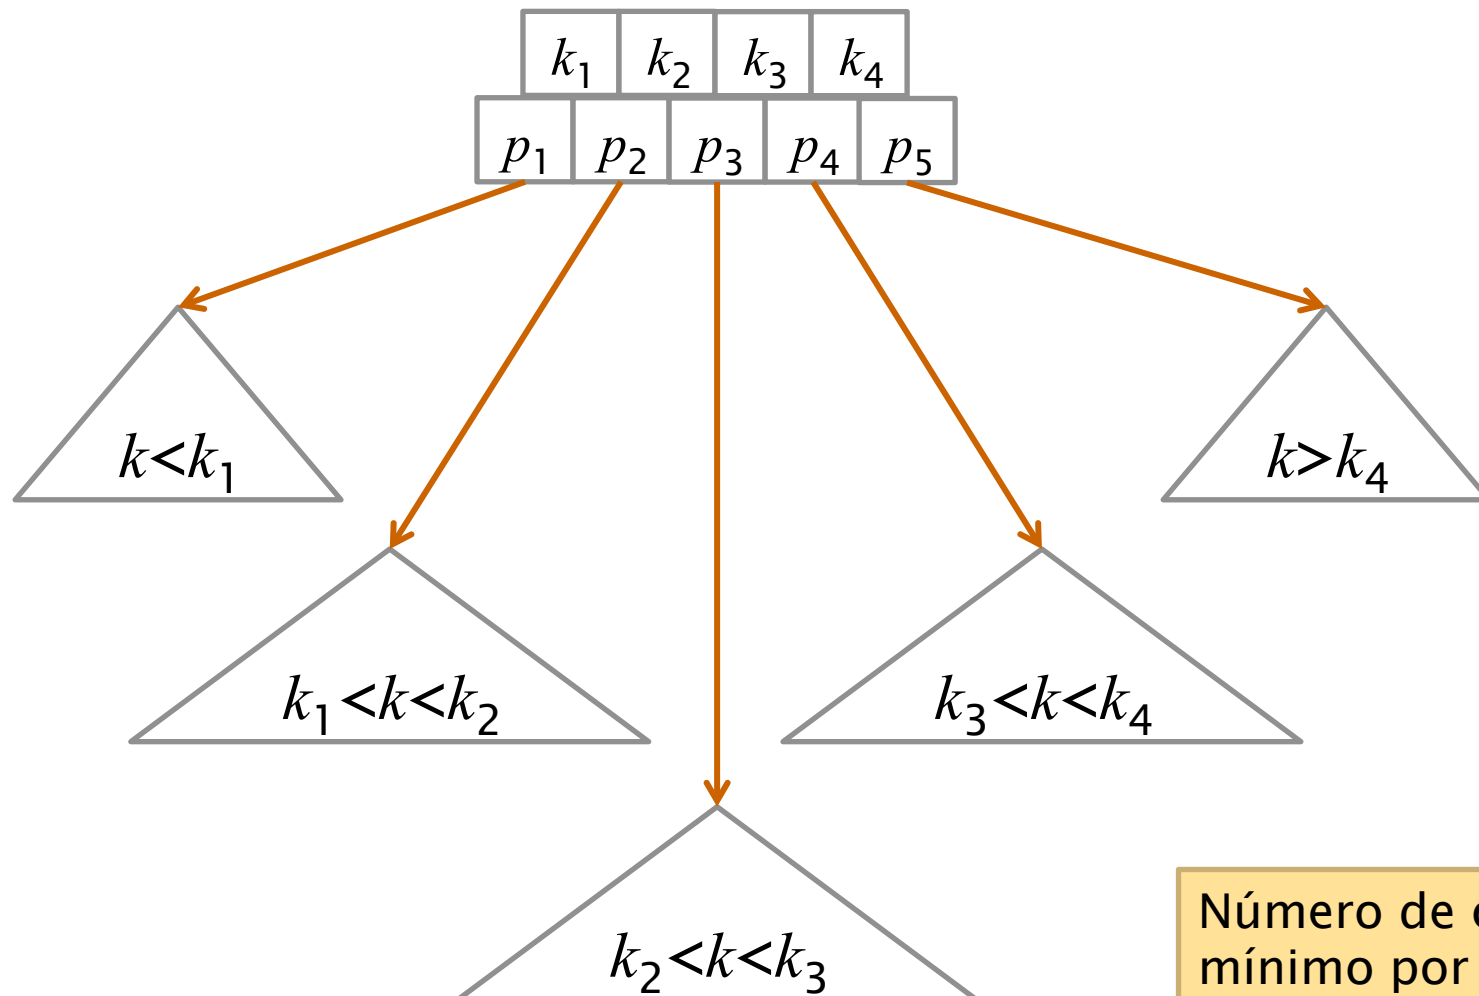 k₁ k₂ k₃ k₄
p₁ p₂ p₃ p₄ p₅
k<k₁
k>k₄
k₁<k<k₂
k₃<k<k₄
k₂<k<k₃
Número de
mínimo por